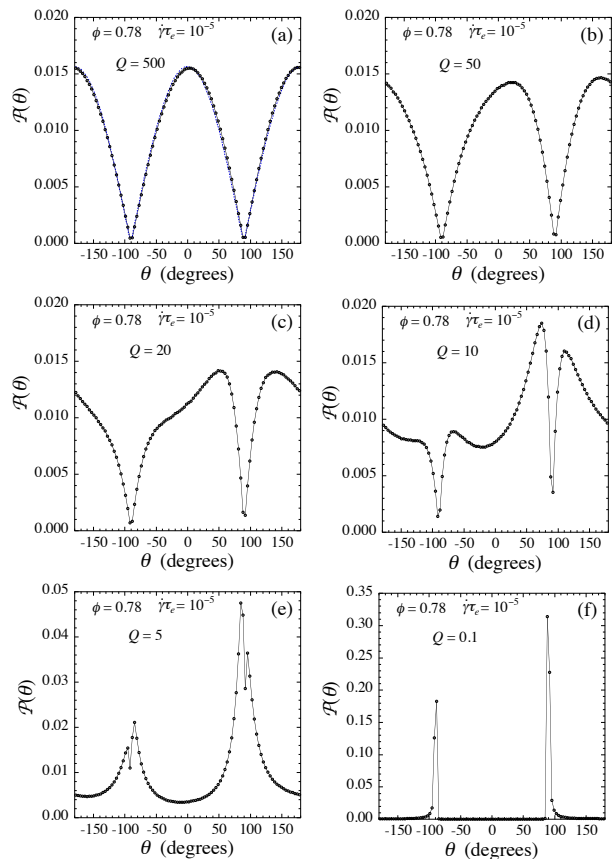 ϕ = 0.78 γ̇τe = 10⁻⁵ (a)
Q = 500
0.020
0.015
0.010
0.005
0.000
P(θ)
-150 -100 -50 0 50 100 150
θ (degrees)
ϕ = 0.78 γ̇τe = 10⁻⁵ (b)
Q = 50
0.020
0.015
0.010
0.005
0.000
P(θ)
-150 -100 -50 0 50 100 150
θ (degrees)
ϕ = 0.78 γ̇τe = 10⁻⁵ (c)
Q = 20
0.020
0.015
0.010
0.005
0.000
P(θ)
-150 -100 -50 0 50 100 150
θ (degrees)
ϕ = 0.78 γ̇τe = 10⁻⁵ (d)
Q = 10
0.020
0.015
0.010
0.005
0.000
P(θ)
-150 -100 -50 0 50 100 150
θ (degrees)
ϕ = 0.78 γ̇τe = 10⁻⁵ (e)
Q = 5
0.05
0.04
0.03
0.02
0.01
0.00
P(θ)
-150 -100 -50 0 50 100 150
θ (degrees)
ϕ = 0.78 γ̇τe = 10⁻⁵ (f)
Q = 0.1
0.35
0.30
0.25
0.20
0.15
0.10
0.05
0.00
P(θ)
-150 -100 -50 0 50 100 150
θ (degrees)